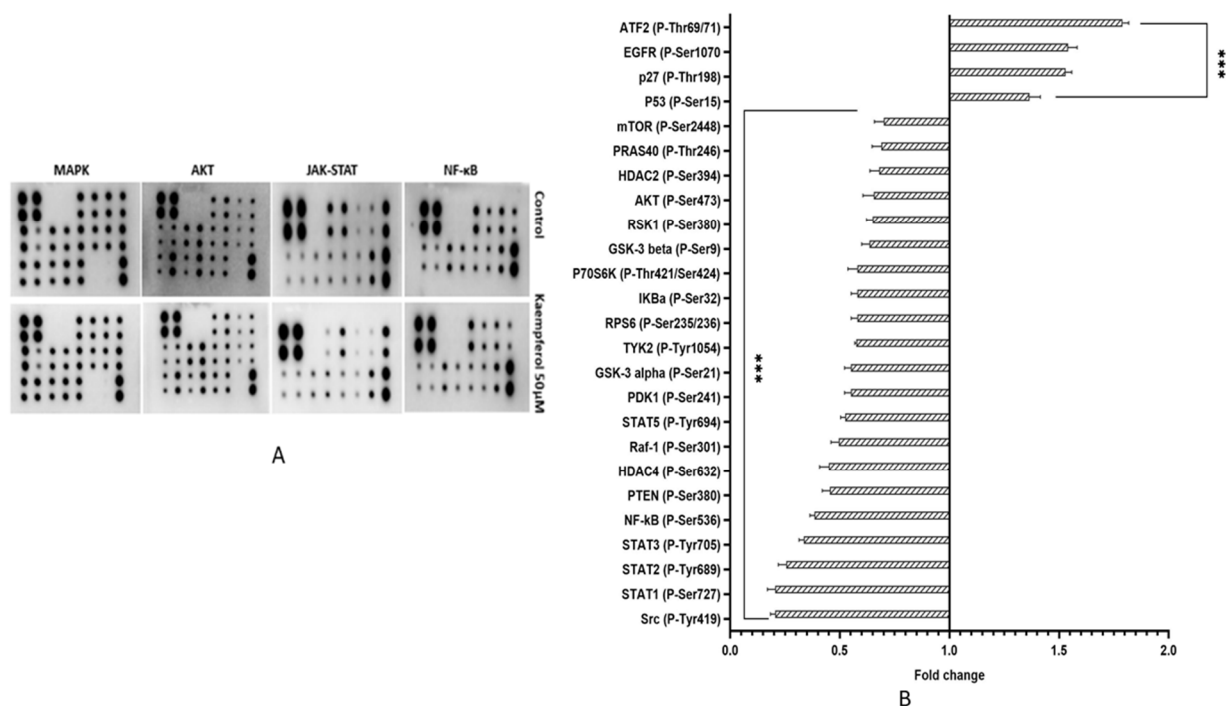 MAPK AKT JAK-STAT NF-κB
Control
Kaempferol 50µM
A
ATF2 (P-Thr69/71)
EGFR (P-Ser1070
p27 (P-Thr198)
P53 (P-Ser15)
mTOR (P-Ser2448)
PRAS40 (P-Thr246)
HDAC2 (P-Ser394)
AKT (P-Ser473)
RSK1 (P-Ser380)
GSK-3 beta (P-Ser9)
P70S6K (P-Thr421/Ser424)
IKBa (P-Ser32)
RPS6 (P-Ser235/236)
TYK2 (P-Tyr1054)
GSK-3 alpha (P-Ser21)
PDK1 (P-Ser241)
STAT5 (P-Tyr694)
Raf-1 (P-Ser301)
HDAC4 (P-Ser632)
PTEN (P-Ser380)
NF-kB (P-Ser536)
STAT3 (P-Tyr705)
STAT2 (P-Tyr689)
STAT1 (P-Ser727)
Src (P-Tyr419)
***
***
0.0 0.5 1.0 1.5 2.0
Fold change
B